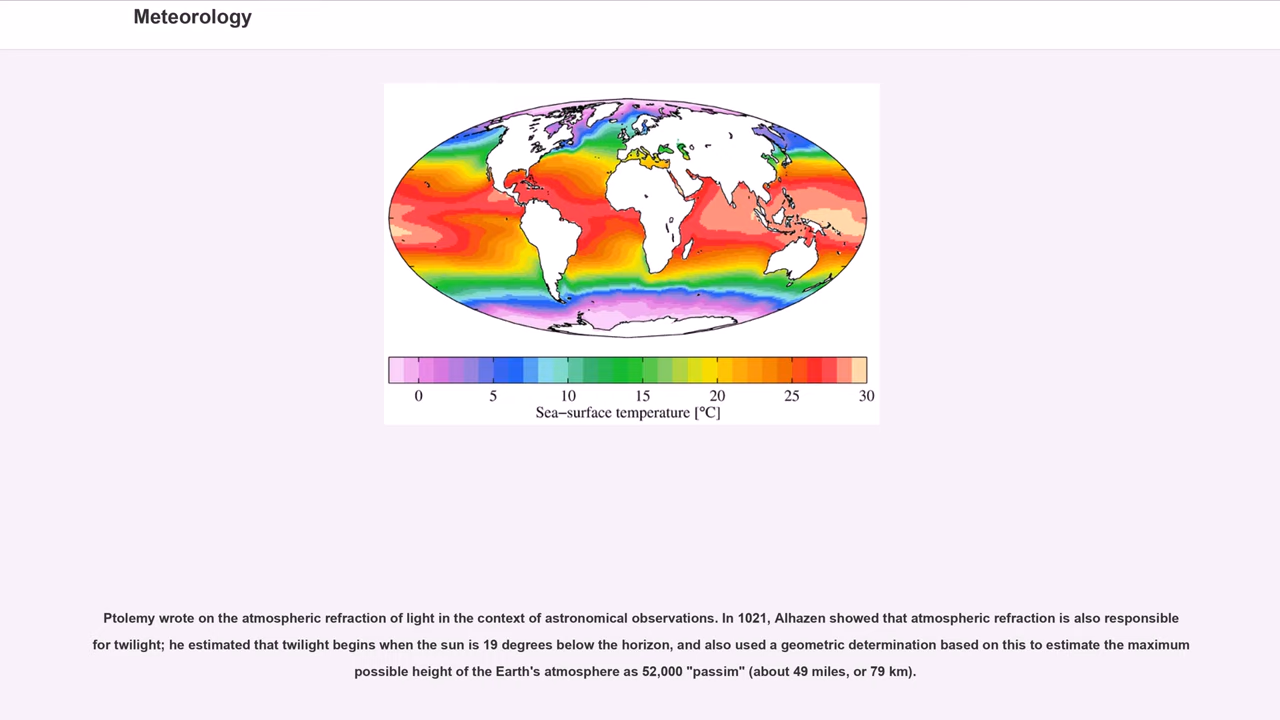 Meteorology
0 5 10 15 20 25 30
Sea−surface temperature [°C]
Ptolemy wrote on the atmospheric refraction of light in the context of astronomical observations. In 1021, Alhazen showed that atmospheric refraction is also responsible
for twilight; he estimated that twilight begins when the sun is 19 degrees below the horizon, and also used a geometric determination based on this to estimate the maximum
possible height of the Earth's atmosphere as 52,000 "passim" (about 49 miles, or 79 km).